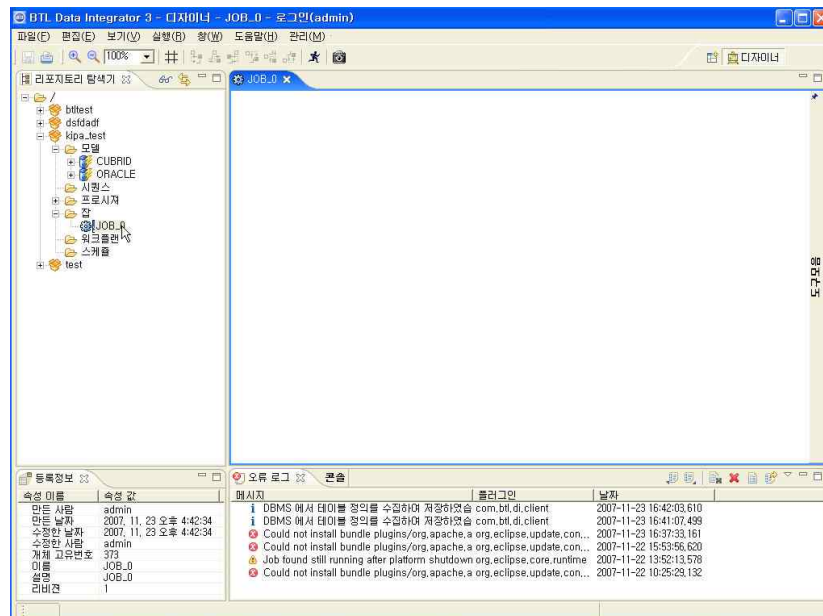 BTL Data Integrator 3 - 디자이너 - JOB_0 - 로그인(admin)
파일(F) 편집(E) 보기(V) 실행(R) 창(W) 도움말(H) 관리(M)
100%
디자이너
리포지토리 탐색기
JOB_0
/
btltest
dsfdadf
kipa_test
모델
CUBRID
ORACLE
시퀀스
프로시져
잡
JOB_0
워크플랜
스케쥴
test
도구모음
등록정보
속성 이름 속성 값
만든 사람 admin
만든 날짜 2007, 11, 23 오후 4:42:34
수정한 날짜 2007, 11, 23 오후 4:42:34
수정한 사람 admin
개체 고유번호 373
이름 JOB_0
설명 JOB_0
리비젼 1
오류 로그 콘솔
메시지 플러그인 날짜
DBMS 에서 테이블 정의를 수집하여 저장하였습 com,btl,di,client 2007-11-23 16:42:03,610
DBMS 에서 테이블 정의를 수집하여 저장하였습 com,btl,di,client 2007-11-23 16:41:07,499
Could not install bundle plugins/org,apache,a org,eclipse,update,con... 2007-11-23 16:37:33,161
Could not install bundle plugins/org,apache,a org,eclipse,update,con... 2007-11-22 15:53:56,620
Job found still running after platform shutdown org,eclipse,core,runtime 2007-11-22 13:52:13,578
Could not install bundle plugins/org,apache,a org,eclipse,update,con... 2007-11-22 10:25:29,132